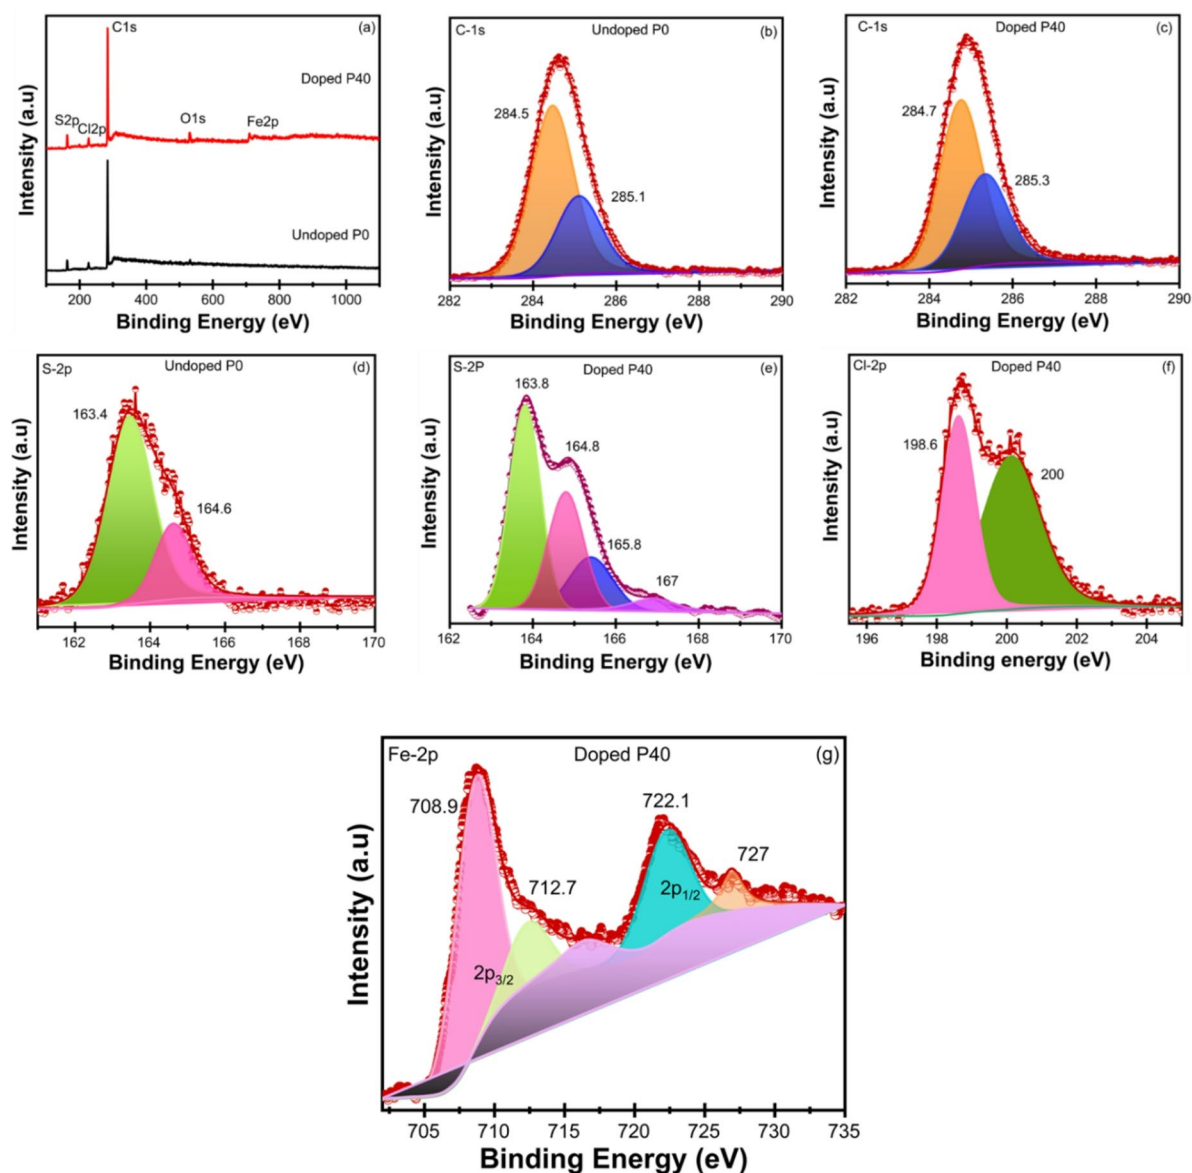 C1s
(a)
Doped P40
S2p
Cl2p
O1s
Fe2p
Undoped P0
Intensity (a.u)
200 400 600 800 1000
Binding Energy (eV)
C-1s Undoped P0 (b)
284.5
285.1
Intensity (a.u)
282 284 286 288 290
Binding Energy (eV)
C-1s Doped P40 (c)
284.7
285.3
Intensity (a.u)
282 284 286 288 290
Binding Energy (eV)
S-2p Undoped P0 (d)
163.4
164.6
Intensity (a.u)
162 164 166 168 170
Binding Energy (eV)
S-2P Doped P40 (e)
163.8
164.8
165.8
167
Intensity (a.u)
162 164 166 168 170
Binding Energy (eV)
Cl-2p Doped P40 (f)
198.6
200
Intensity (a.u)
196 198 200 202 204
Binding energy (eV)
Fe-2p Doped P40 (g)
708.9
712.7
722.1
727
2p1/2
2p3/2
Intensity (a.u)
705 710 715 720 725 730 735
Binding Energy (eV)